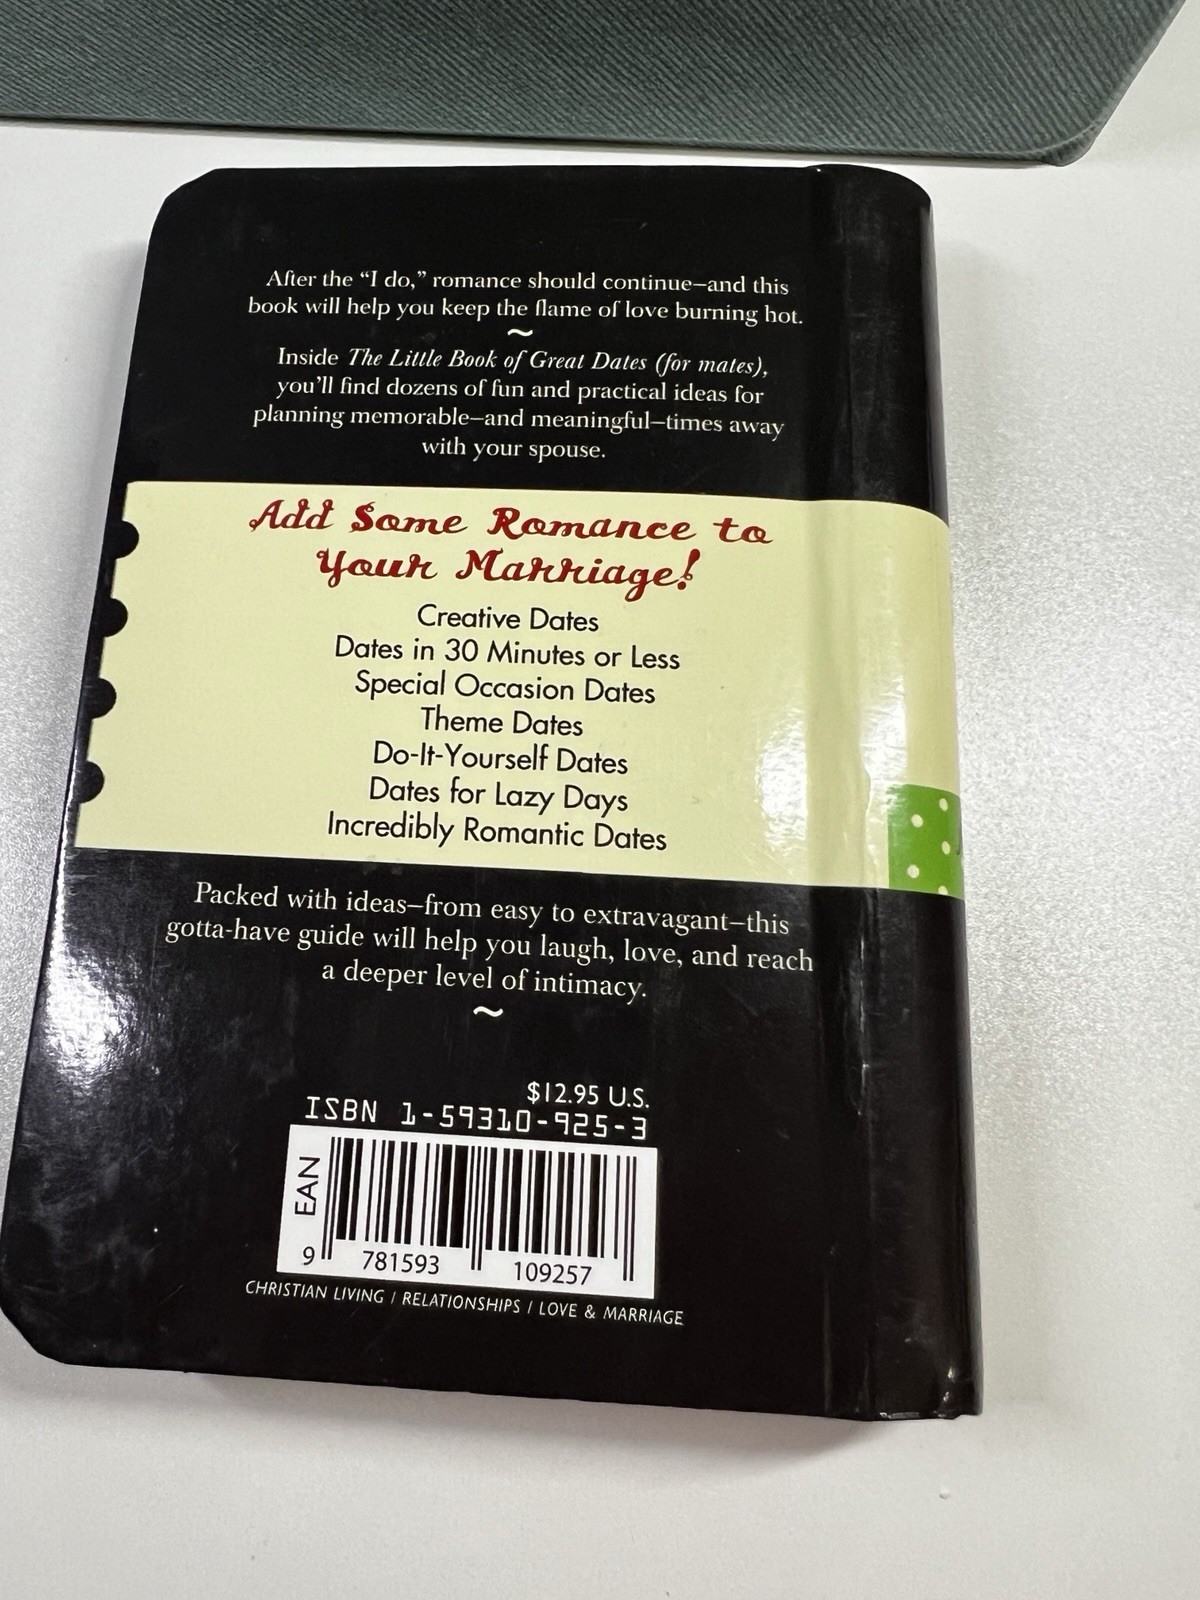 After the “I do,” romance should continue–and this
book will help you keep the flame of love burning hot.
~
Inside The Little Book of Great Dates (for mates),
you’ll find dozens of fun and practical ideas for
planning memorable–and meaningful–times away
with your spouse.
Add Some Romance to
Your Marriage!
Creative Dates
Dates in 30 Minutes or Less
Special Occasion Dates
Theme Dates
Do-It-Yourself Dates
Dates for Lazy Days
Incredibly Romantic Dates
Packed with ideas–from easy to extravagant–this
gotta-have guide will help you laugh, love, and reach
a deeper level of intimacy.
~
$12.95 U.S.
ISBN 1-59310-925-3
EAN
9 781593 109257
CHRISTIAN LIVING / RELATIONSHIPS / LOVE & MARRIAGE